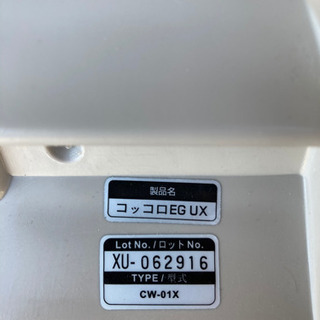 製品名
コッコロEG UX
Lot No. / ロット No.
XU- 062916
TYPE / 型式
CW-01X